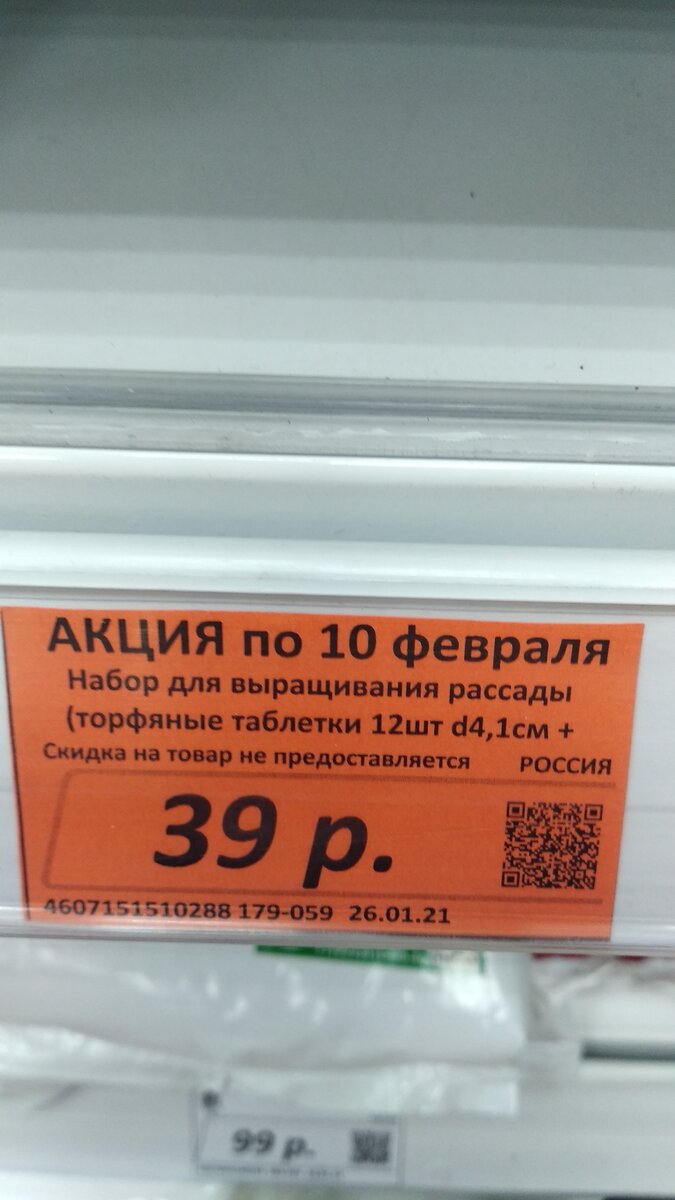 АКЦИЯ по 10 февраля
Набор для выращивания рассады
(торфяные таблетки 12шт d4,1см +
Скидка на товар не предоставляется РОССИЯ
39 р.
4607151510288 179-059 26.01.21
99 р.